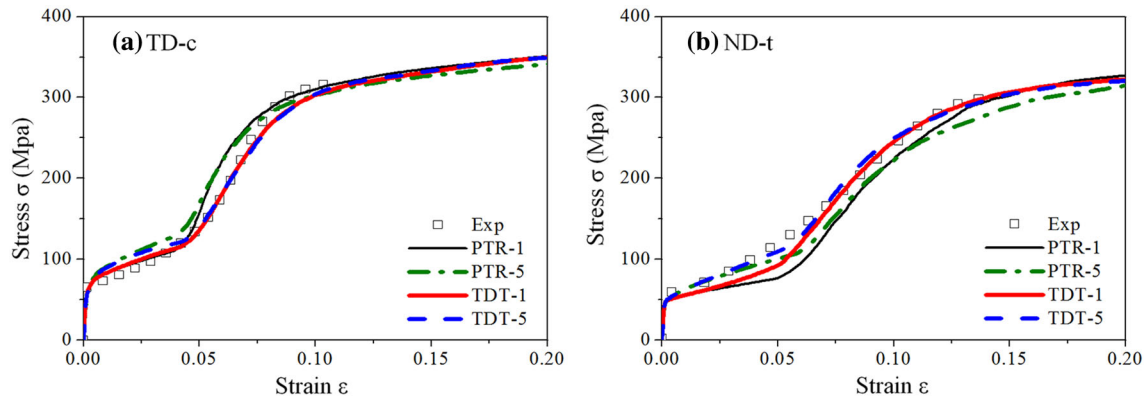 (a) TD-c
400
300
200
100
0
0.00 0.05 0.10 0.15 0.20
Stress σ (Mpa)
Strain ε
Exp
PTR-1
PTR-5
TDT-1
TDT-5
(b) ND-t
400
300
200
100
0
0.00 0.05 0.10 0.15 0.20
Stress σ (Mpa)
Strain ε
Exp
PTR-1
PTR-5
TDT-1
TDT-5